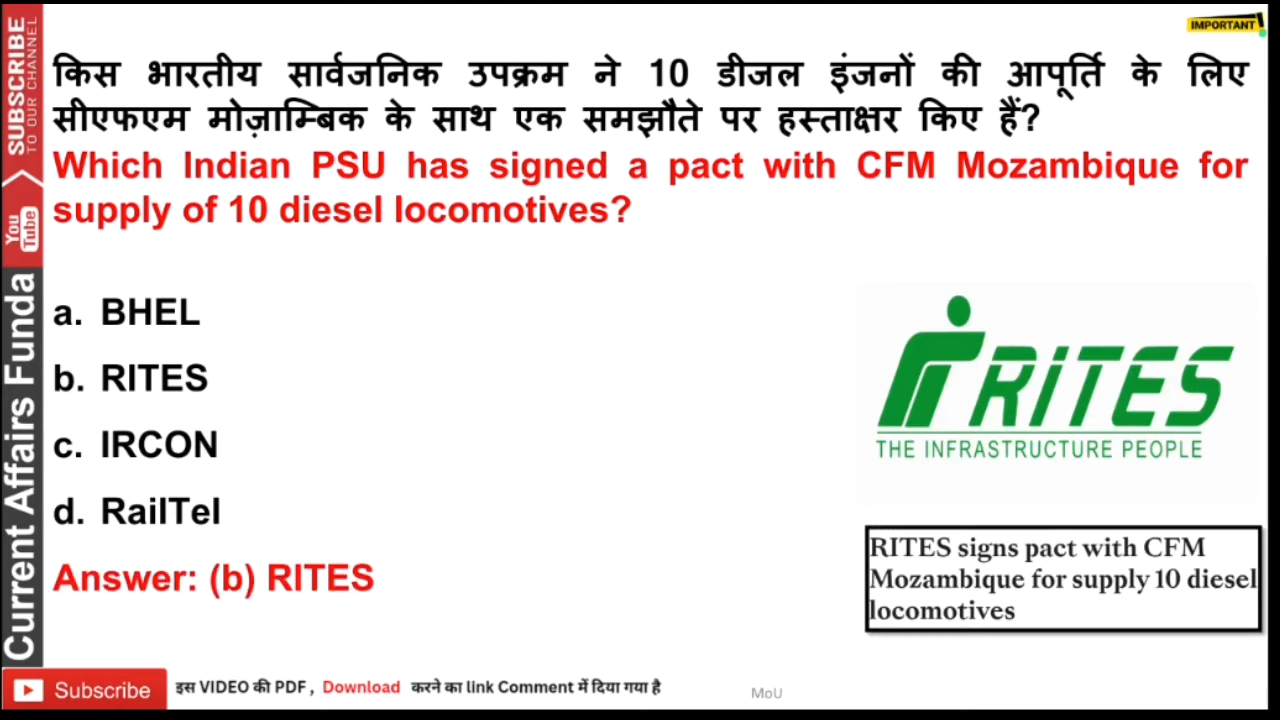 IMPORTANT!
किस भारतीय सार्वजनिक उपक्रम ने 10 डीजल इंजनों की आपूर्ति के लिए
सीएफएम मोज़ाम्बिक के साथ एक समझौते पर हस्ताक्षर किए हैं?
Which Indian PSU has signed a pact with CFM Mozambique for
supply of 10 diesel locomotives?
a. BHEL
b. RITES
c. IRCON
d. RailTel
Answer: (b) RITES
RITES
THE INFRASTRUCTURE PEOPLE
RITES signs pact with CFM
Mozambique for supply 10 diesel
locomotives
SUBSCRIBE
TO OUR CHANNEL
You
Tube
Current Affairs Funda
Subscribe
इस VIDEO की PDF , Download करने का link Comment में दिया गया है
MoU